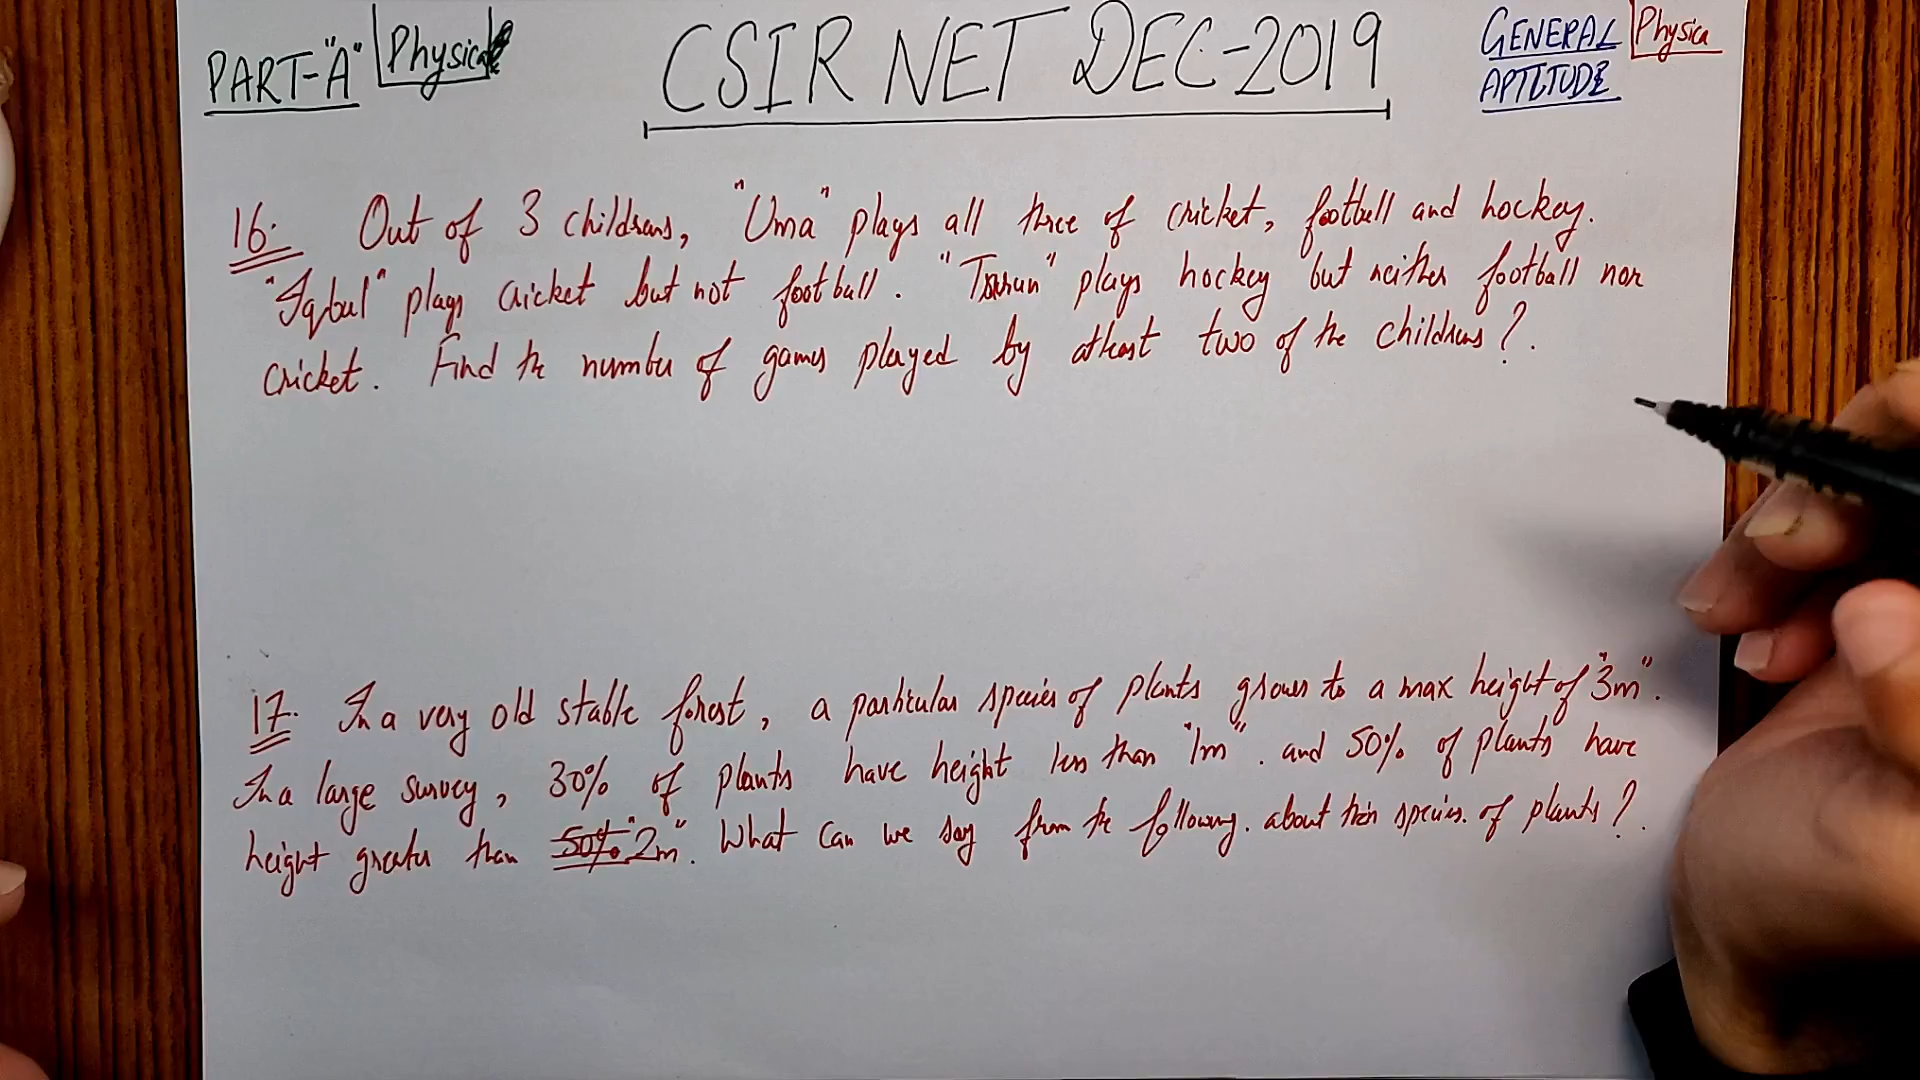 PART-"A" Physical
CSIR NET DEC-2019
GENERAL Physica
APTITUDE
16. Out of 3 childrens, "Uma" plays all three of cricket, football and hockey.
"Iqbal" plays cricket but not football. "Tarun" plays hockey but neither football nor
cricket. Find the number of games played by atleast two of the childrens?.
17. In a very old stable forest, a particular species of plants grows to a max height of "3m".
In a large survey, 30% of plants have height less than "1m". and 50% of plants have
height greater than 50% "2m". What can we say from the following. about this species. of plants?.